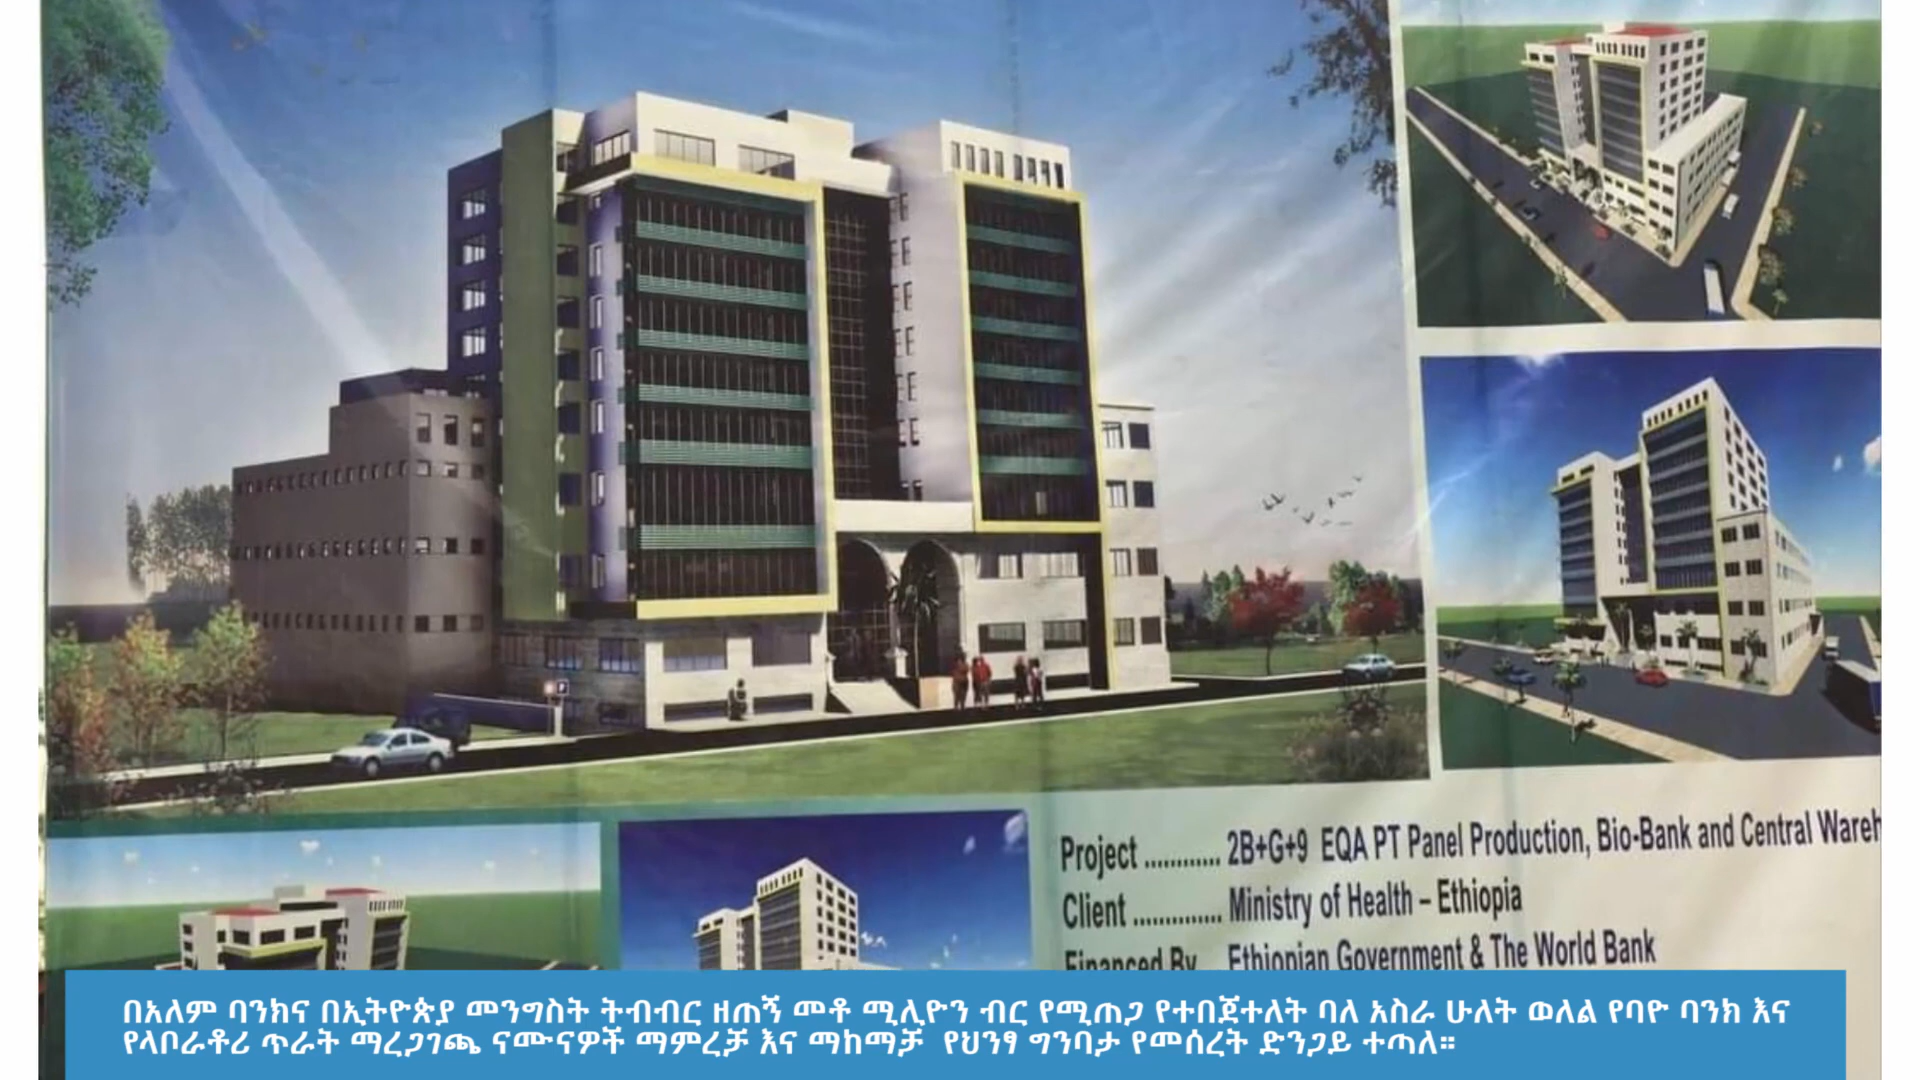 Project ............ 2B+G+9 EQA PT Panel Production, Bio-Bank and Central
Client .............. Ministry of Health – Ethiopia
Financed By Ethiopian Government & The World Bank
በአለም ባንክና በኢትዮጵያ መንግስት ትብብር ዘጠኝ መቶ ሚሊዮን ብር የሚጠጋ የተበጀተለት ባለ አስራ ሁለት ወለል የባዮ ባንክ እና
የላቦራቶሪ ጥራት ማረጋገጫ ናሙናዎች ማምረቻ እና ማከማቻ የህንፃ ግንባታ የመሰረት ድንጋይ ተጣለ።